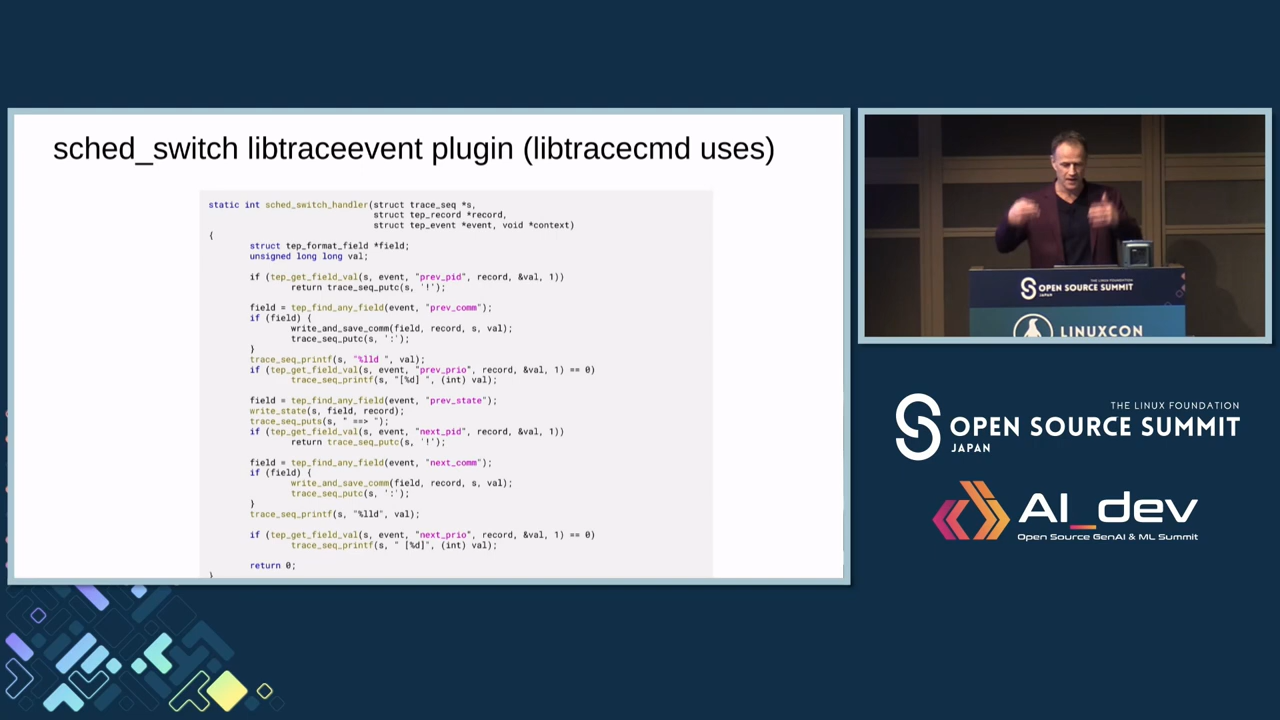 sched_switch libtraceevent plugin (libtracecmd uses)
static int sched_switch_handler(struct trace_seq *s,
struct tep_record *record,
struct tep_event *event, void *context)
{
struct tep_format_field *field;
unsigned long long val;
if (tep_get_field_val(s, event, "prev_pid", record, &val, 1))
return trace_seq_putc(s, '!');
field = tep_find_any_field(event, "prev_comm");
if (field) {
write_and_save_comm(field, record, s, val);
trace_seq_putc(s, ':');
}
trace_seq_printf(s, "%lld ", val);
if (tep_get_field_val(s, event, "prev_prio", record, &val, 1) == 0)
trace_seq_printf(s, "[%d] ", (int) val);
field = tep_find_any_field(event, "prev_state");
write_state(s, field, record);
trace_seq_puts(s, " ==> ");
if (tep_get_field_val(s, event, "next_pid", record, &val, 1))
return trace_seq_putc(s, '!');
field = tep_find_any_field(event, "next_comm");
if (field) {
write_and_save_comm(field, record, s, val);
trace_seq_putc(s, ':');
}
trace_seq_printf(s, "%lld", val);
if (tep_get_field_val(s, event, "next_prio", record, &val, 1) == 0)
trace_seq_printf(s, " [%d]", (int) val);
return 0;
}
THE LINUX FOUNDATION
OPEN SOURCE SUMMIT
JAPAN
LINUXCON
THE LINUX FOUNDATION
OPEN SOURCE SUMMIT
JAPAN
AI_dev
Open Source GenAI & ML Summit